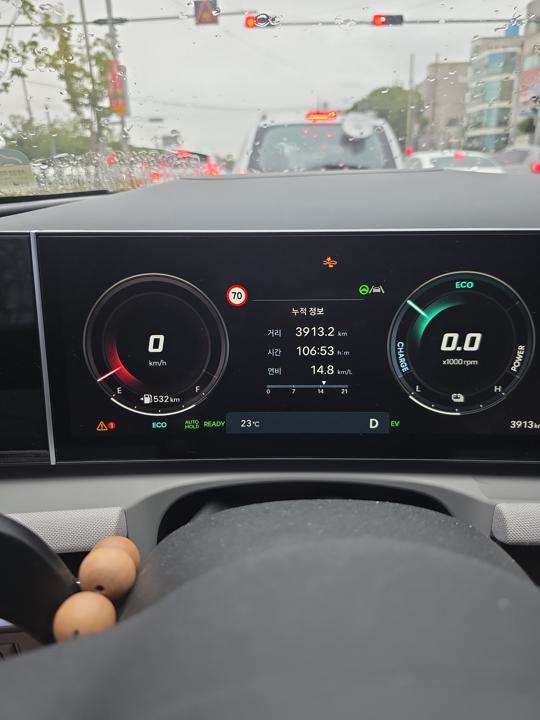 70
누적 정보
거리 3913.2 km
시간 106:53 h:m
연비 14.8 km/L
0 7 14 21
0
km/h
E F
532 km
ECO
CHARGE
POWER
0.0
x1000 rpm
L H
1
ECO
AUTO
HOLD
READY
23°C
D
EV
3913 km